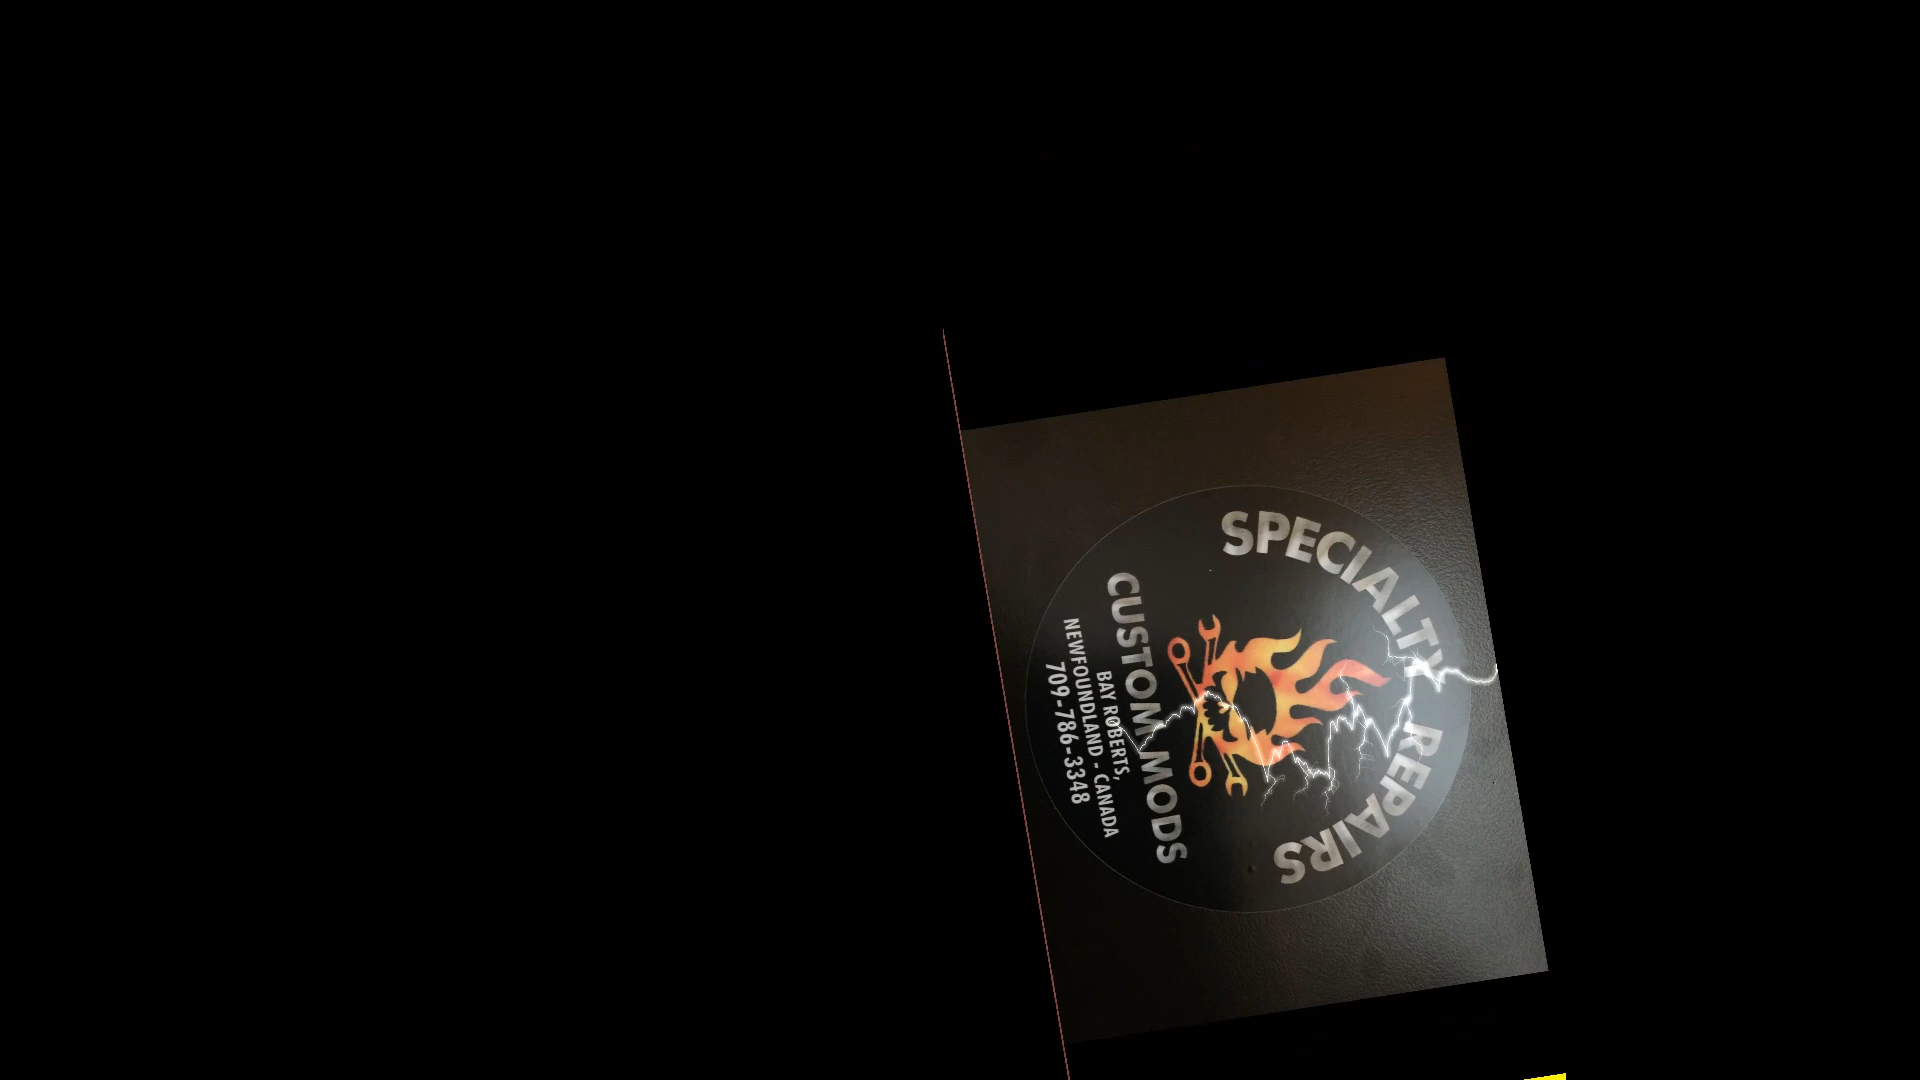 SPECIALTY REPAIRS
CUSTOM MODS
BAY ROBERTS,
NEWFOUNDLAND - CANADA
709-786-3348